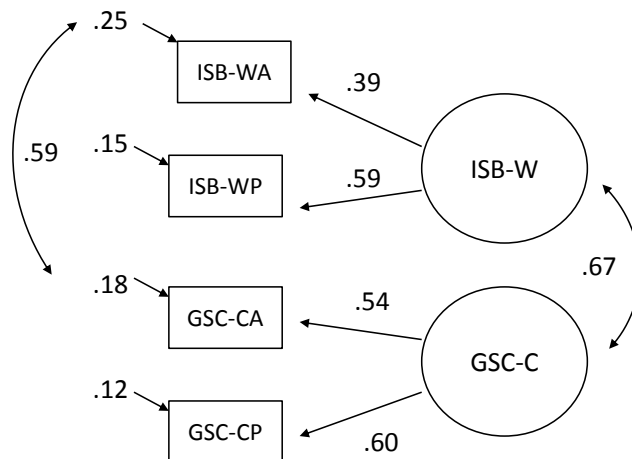 .25
ISB-WA
.39
.15
ISB-WP
.59
ISB-W
.59
.67
.18
GSC-CA
.54
GSC-C
.12
GSC-CP
.60